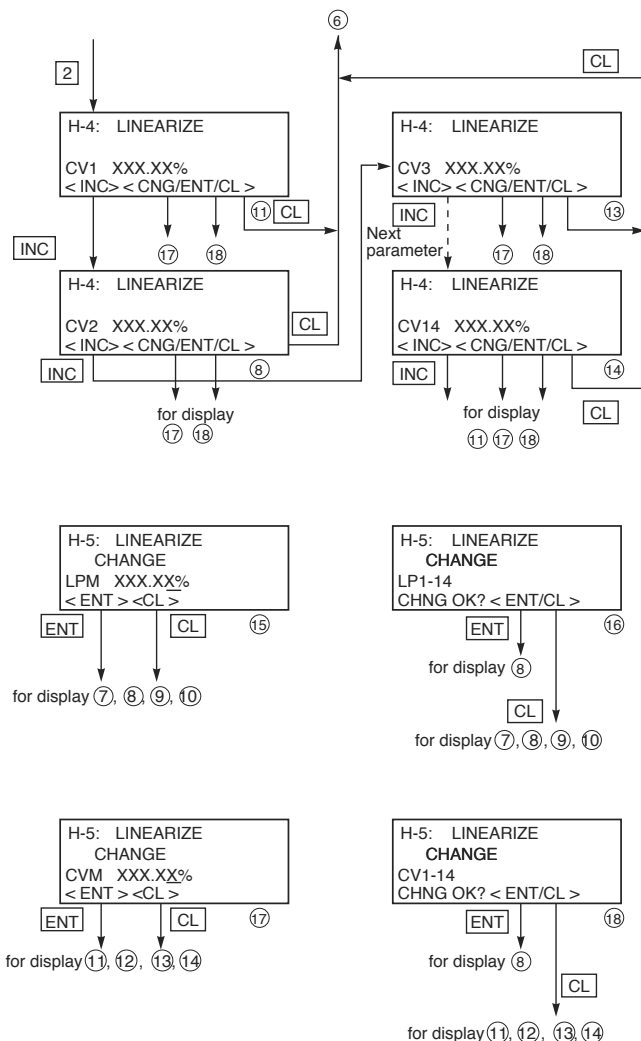 ⑥
CL
2
H-4: LINEARIZE
CV1 XXX.XX%
< INC> < CNG/ENT/CL >
⑪ CL
INC
⑰ ⑱
H-4: LINEARIZE
CV2 XXX.XX%
< INC> < CNG/ENT/CL >
CL
INC
⑧
for display
⑰ ⑱
H-4: LINEARIZE
CV3 XXX.XX%
< INC> < CNG/ENT/CL >
INC
⑬
Next
parameter
⑰ ⑱
H-4: LINEARIZE
CV14 XXX.XX%
< INC> < CNG/ENT/CL >
INC
⑭
CL
for display
⑪ ⑰ ⑱
H-5: LINEARIZE
CHANGE
LPM XXX.XX%
< ENT > <CL >
ENT CL ⑮
for display ⑦, ⑧, ⑨, ⑩
H-5: LINEARIZE
CHANGE
LP1-14
CHNG OK? < ENT/CL >
ENT ⑯
for display ⑧
CL
for display ⑦, ⑧, ⑨, ⑩
H-5: LINEARIZE
CHANGE
CVM XXX.XX%
< ENT > <CL >
ENT CL ⑰
for display ⑪, ⑫, ⑬, ⑭
H-5: LINEARIZE
CHANGE
CV1-14
CHNG OK? < ENT/CL >
ENT ⑱
for display ⑧
CL
for display ⑪, ⑫, ⑬, ⑭